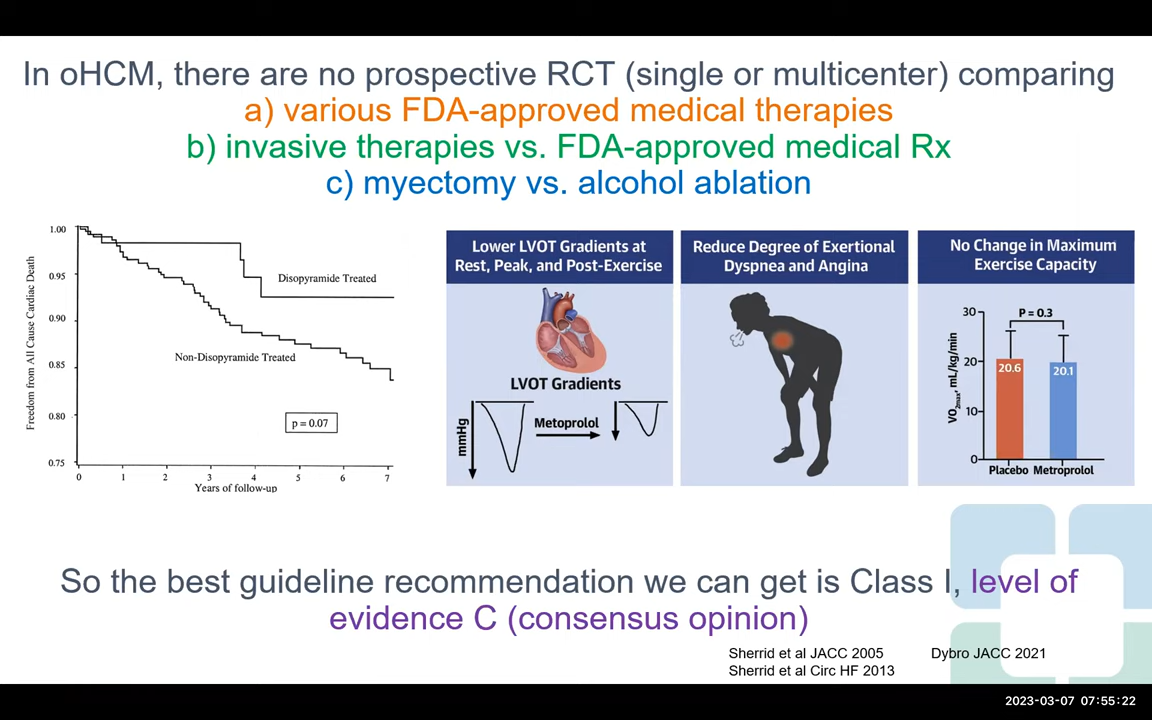 In oHCM, there are no prospective RCT (single or multicenter) comparing
a) various FDA-approved medical therapies
b) invasive therapies vs. FDA-approved medical Rx
c) myectomy vs. alcohol ablation
Freedom from All Cause Cardiac Death
1.00
0.95
0.90
0.85
0.80
0.75
Disopyramide Treated
Non-Disopyramide Treated
p = 0.07
0 1 2 3 4 5 6 7
Years of follow-up
Lower LVOT Gradients at
Rest, Peak, and Post-Exercise
LVOT Gradients
mmHg
Metoprolol
Reduce Degree of Exertional
Dyspnea and Angina
No Change in Maximum
Exercise Capacity
VO2max, mL/kg/min
30
20
10
0
P = 0.3
20.6
20.1
Placebo Metroprolol
So the best guideline recommendation we can get is Class I, level of
evidence C (consensus opinion)
Sherrid et al JACC 2005 Dybro JACC 2021
Sherrid et al Circ HF 2013
2023-03-07 07:55:22